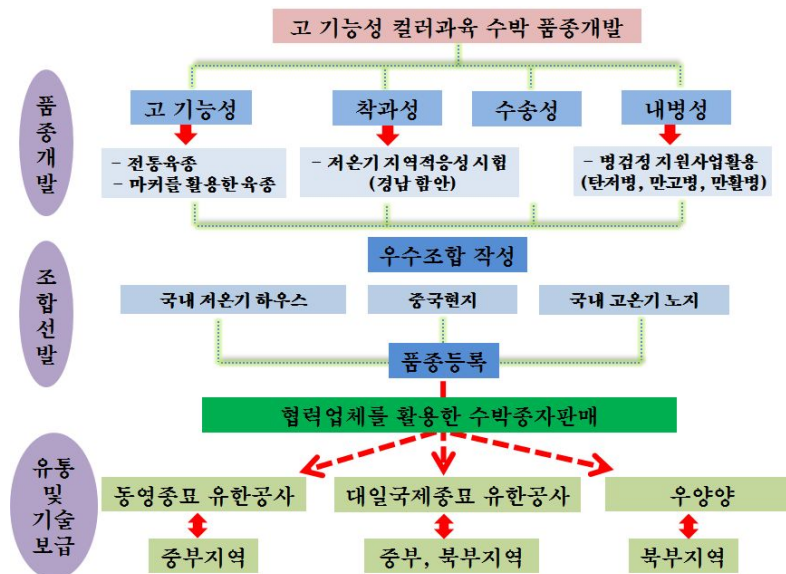 고 기능성 컬러과육 수박 품종개발
품종개발
고 기능성
착과성
수송성
내병성
- 전통육종
- 마커를 활용한 육종
- 저온기 지역적응성 시험
(경남 함안)
- 병검정 지원사업활용
(탄저병, 만고병, 만활병)
우수조합 작성
조합선발
국내 저온기 하우스
중국현지
국내 고온기 노지
품종등록
협력업체를 활용한 수박종자판매
유통
및
기술
보급
동영종묘 유한공사
대일국제종묘 유한공사
우양양
중부지역
중부, 북부지역
북부지역